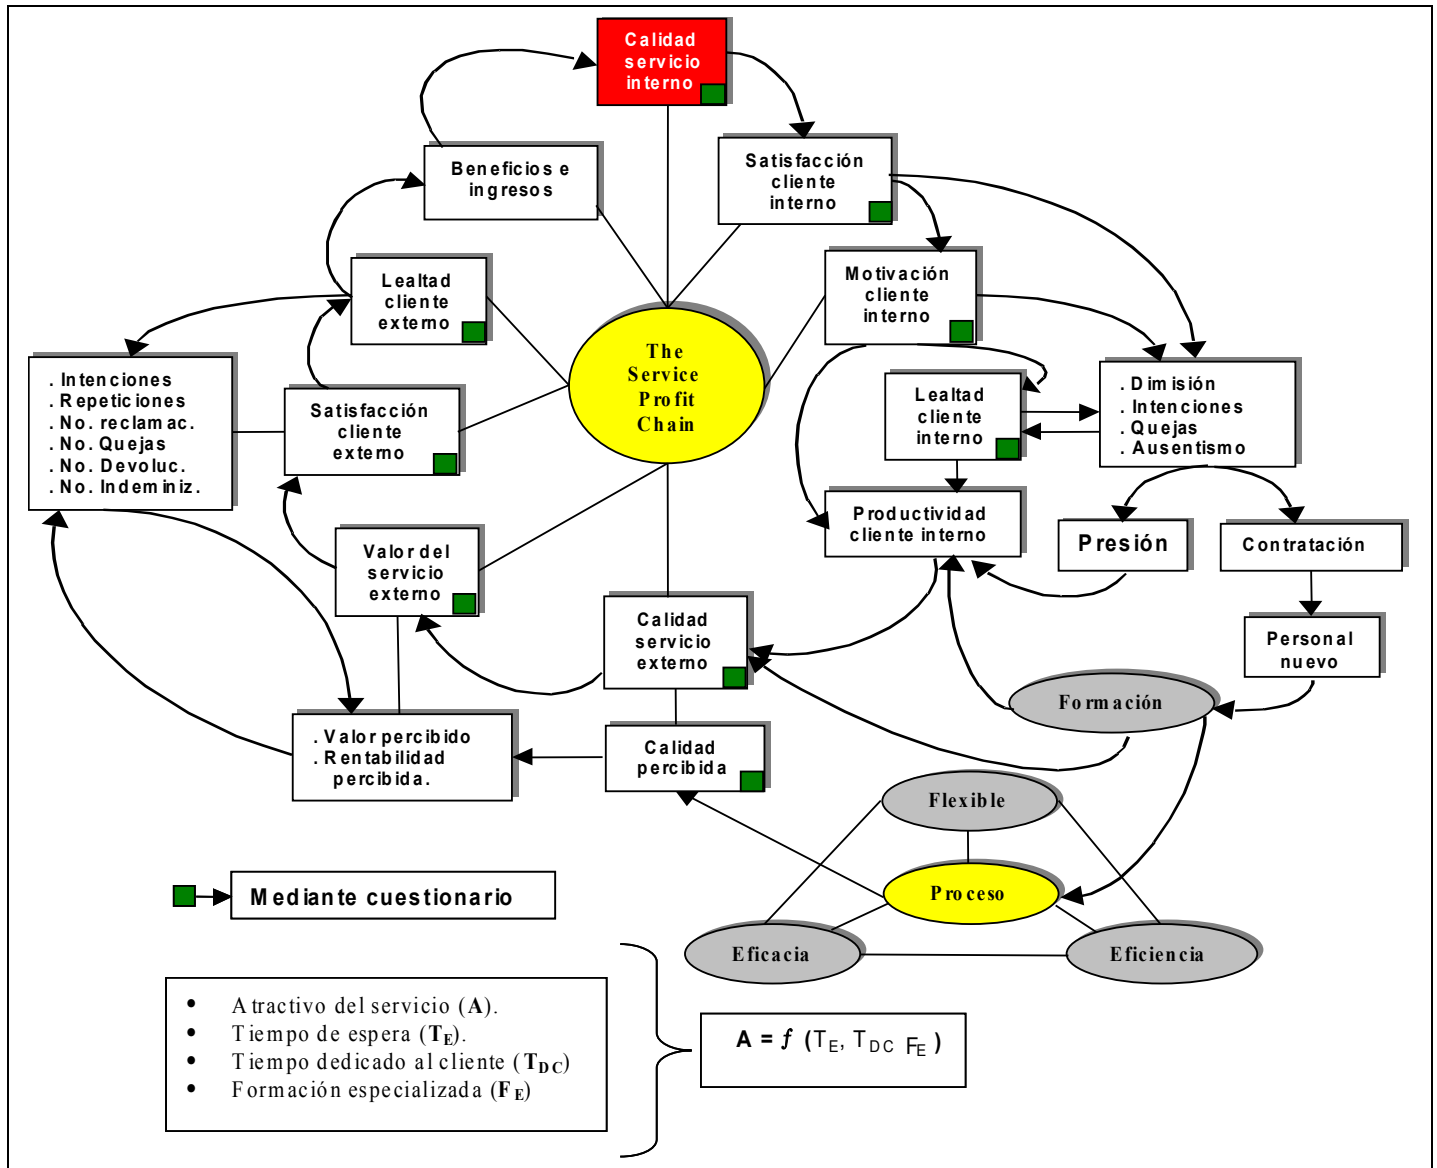 Calidad
servicio
interno
Beneficios e
ingresos
Satisfacción
cliente
interno
Lealtad
cliente
externo
Motivación
cliente
interno
The
Service
Profit
Chain
. Intenciones
. Repeticiones
. No. reclamac.
. No. Quejas
. No. Devoluc.
. No. Indeminiz.
Satisfacción
cliente
externo
Lealtad
cliente
interno
. Dimisión
. Intenciones
. Quejas
. Ausentismo
Valor del
servicio
externo
Productividad
cliente interno
Presión
Contratación
Calidad
servicio
externo
Personal
nuevo
Formación
. Valor percibido
. Rentabilidad
percibida.
Calidad
percibida
Flexible
Proceso
Eficacia
Eficiencia
Mediante cuestionario
• Atractivo del servicio (A).
• Tiempo de espera (TE).
• Tiempo dedicado al cliente (TDC)
• Formación especializada (FE)
A = f (TE, TDC FE )